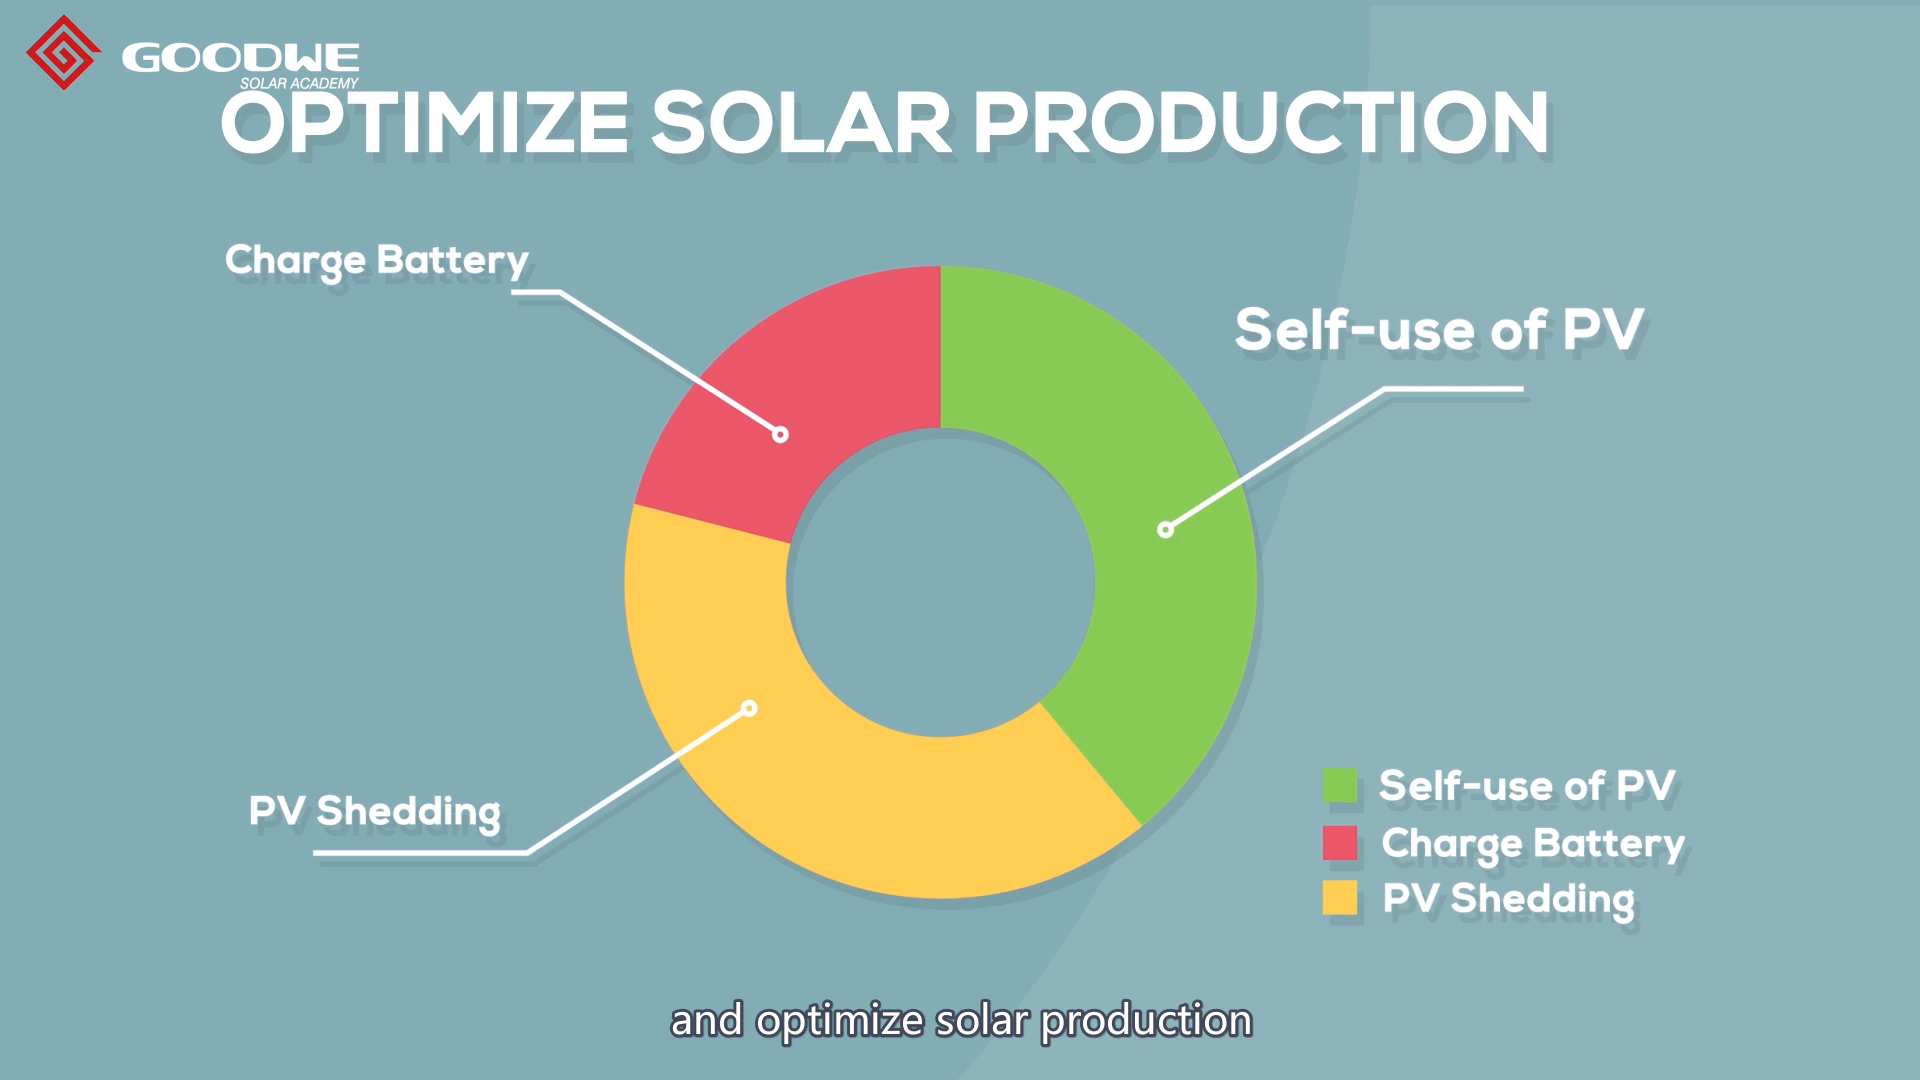 GOODWE
SOLAR ACADEMY
OPTIMIZE SOLAR PRODUCTION
Charge Battery
Self-use of PV
PV Shedding
Self-use of PV
Charge Battery
PV Shedding
and optimize solar production